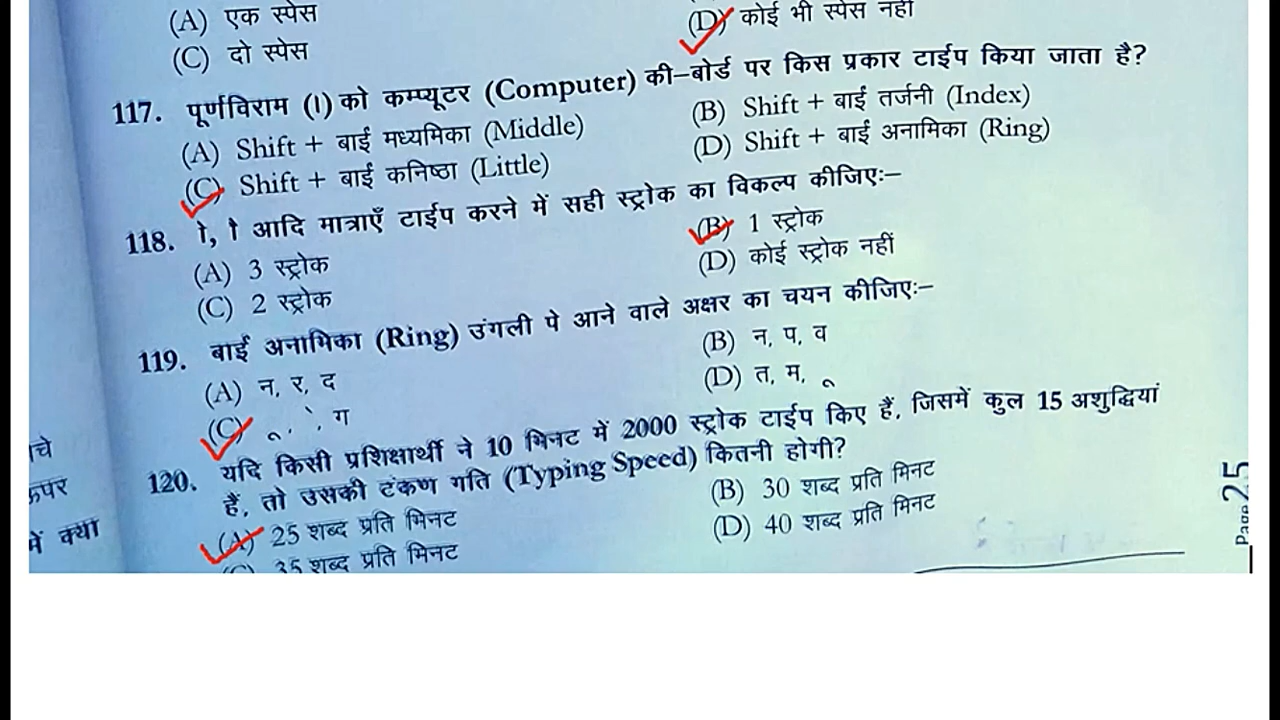 (A) एक स्पेस
(D) कोई भी स्पेस नहीं
(C) दो स्पेस
117. पूर्णविराम (।) को कम्प्यूटर (Computer) की-बोर्ड पर किस प्रकार टाईप किया जाता है?
(A) Shift + बाई मध्यमिका (Middle)
(B) Shift + बाई तर्जनी (Index)
(C) Shift + बाई कनिष्ठा (Little)
(D) Shift + बाई अनामिका (Ring)
118. ो, ौ आदि मात्राएँ टाईप करने में सही स्ट्रोक का विकल्प कीजिए:–
(A) 3 स्ट्रोक
(B) 1 स्ट्रोक
(C) 2 स्ट्रोक
(D) कोई स्ट्रोक नहीं
119. बाई अनामिका (Ring) उंगली पे आने वाले अक्षर का चयन कीजिए:–
(A) न, र, द
(B) न, प, व
(C) ू, े, ग
(D) त, म, ू
120. यदि किसी प्रशिक्षार्थी ने 10 मिनट में 2000 स्ट्रोक टाईप किए हैं, जिसमें कुल 15 अशुद्धियां
हैं, तो उसकी टंकण गति (Typing Speed) कितनी होगी?
(A) 25 शब्द प्रति मिनट
(B) 30 शब्द प्रति मिनट
(C) 35 शब्द प्रति मिनट
(D) 40 शब्द प्रति मिनट
ऊपर
में क्या
Page 25